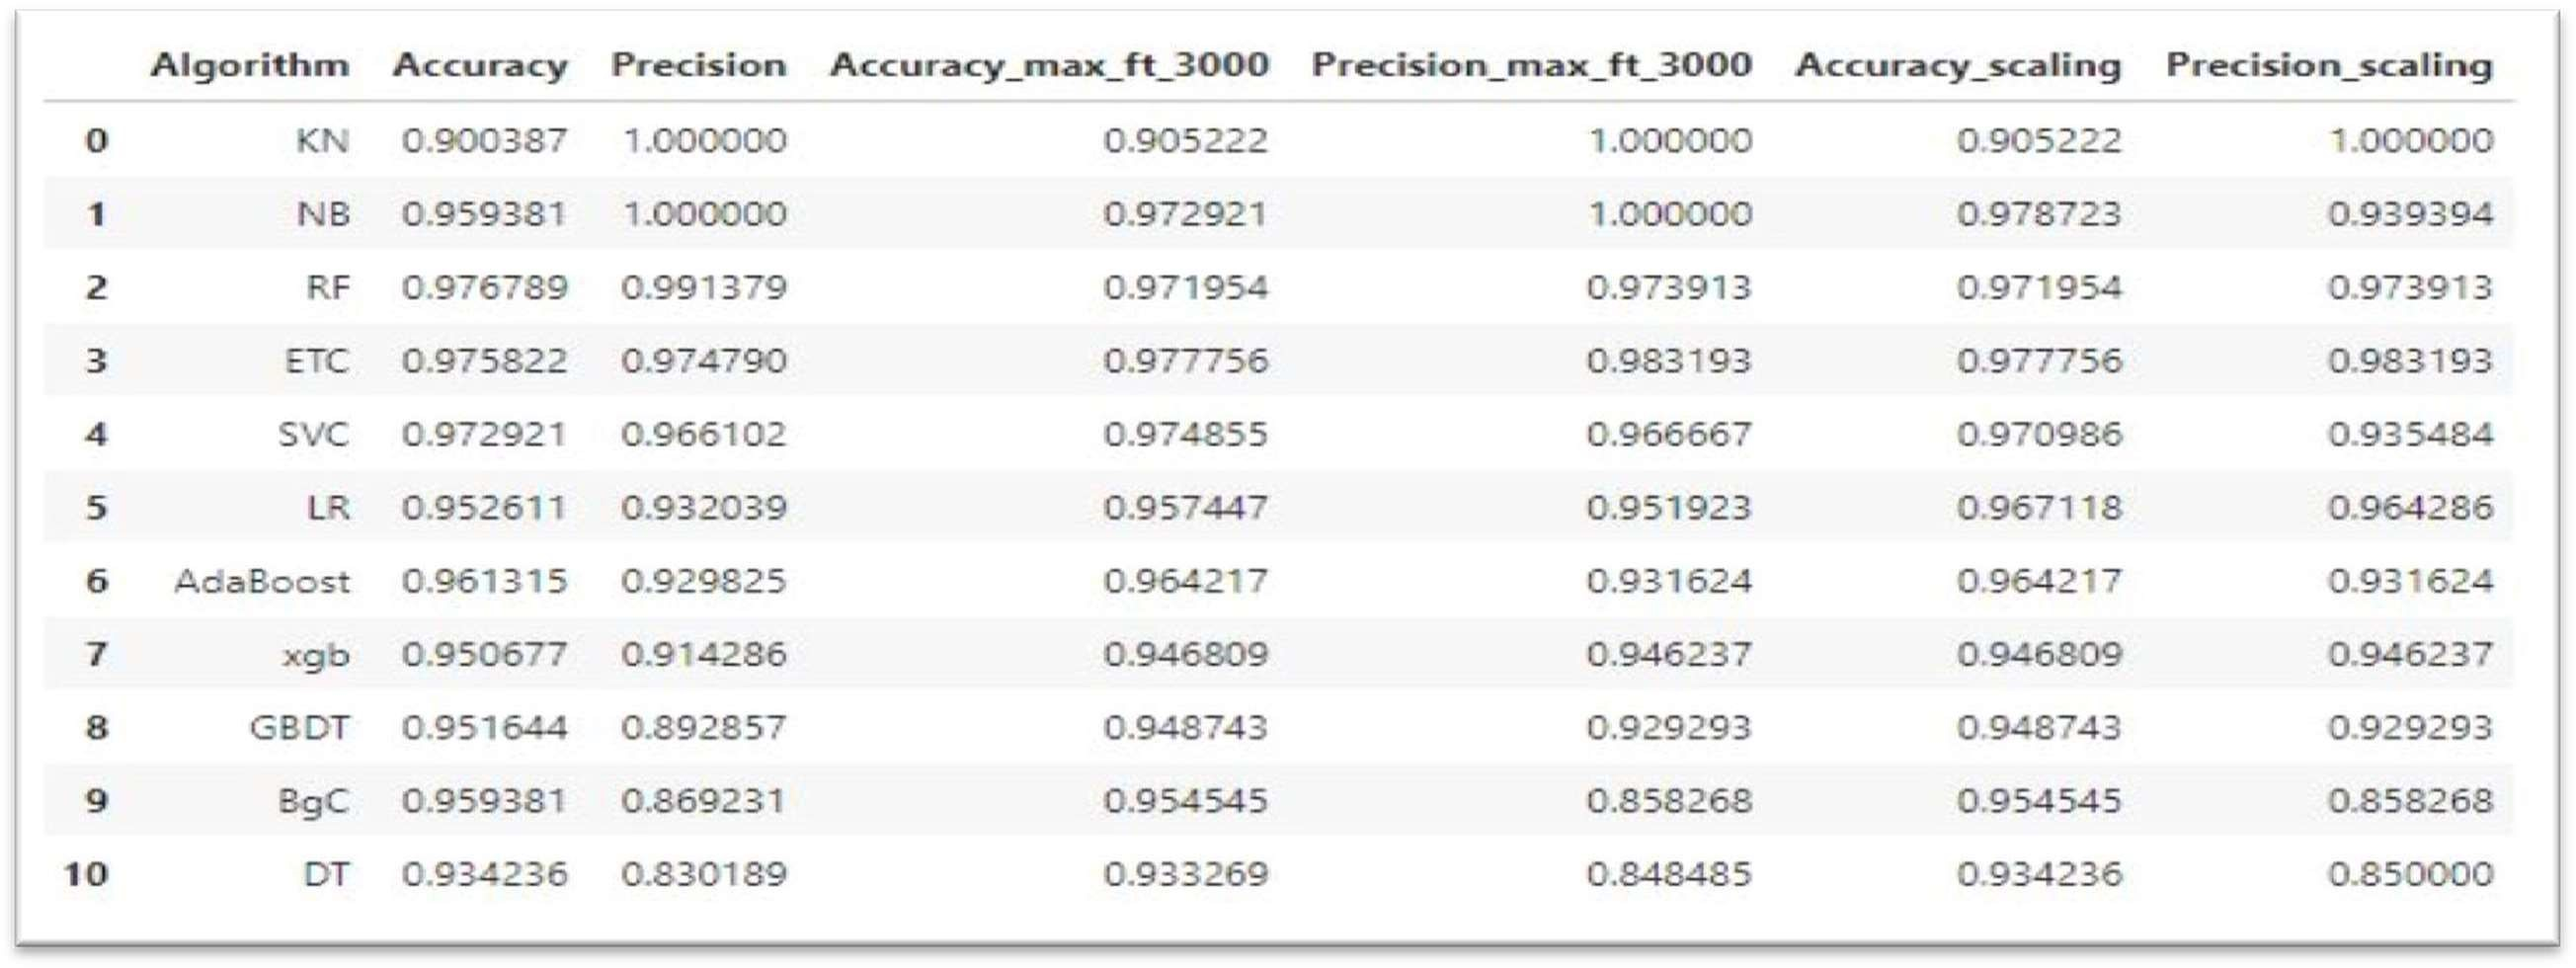 Algorithm Accuracy Precision Accuracy_max_ft_3000 Precision_max_ft_3000 Accuracy_scaling Precision_scaling
0 KN 0.900387 1.000000 0.905222 1.000000 0.905222 1.000000
1 NB 0.959381 1.000000 0.972921 1.000000 0.978723 0.939394
2 RF 0.976789 0.991379 0.971954 0.973913 0.971954 0.973913
3 ETC 0.975822 0.974790 0.977756 0.983193 0.977756 0.983193
4 SVC 0.972921 0.966102 0.974855 0.966667 0.970986 0.935484
5 LR 0.952611 0.932039 0.957447 0.951923 0.967118 0.964286
6 AdaBoost 0.961315 0.929825 0.964217 0.931624 0.964217 0.931624
7 xgb 0.950677 0.914286 0.946809 0.946237 0.946809 0.946237
8 GBDT 0.951644 0.892857 0.948743 0.929293 0.948743 0.929293
9 BgC 0.959381 0.869231 0.954545 0.858268 0.954545 0.858268
10 DT 0.934236 0.830189 0.933269 0.848485 0.934236 0.850000